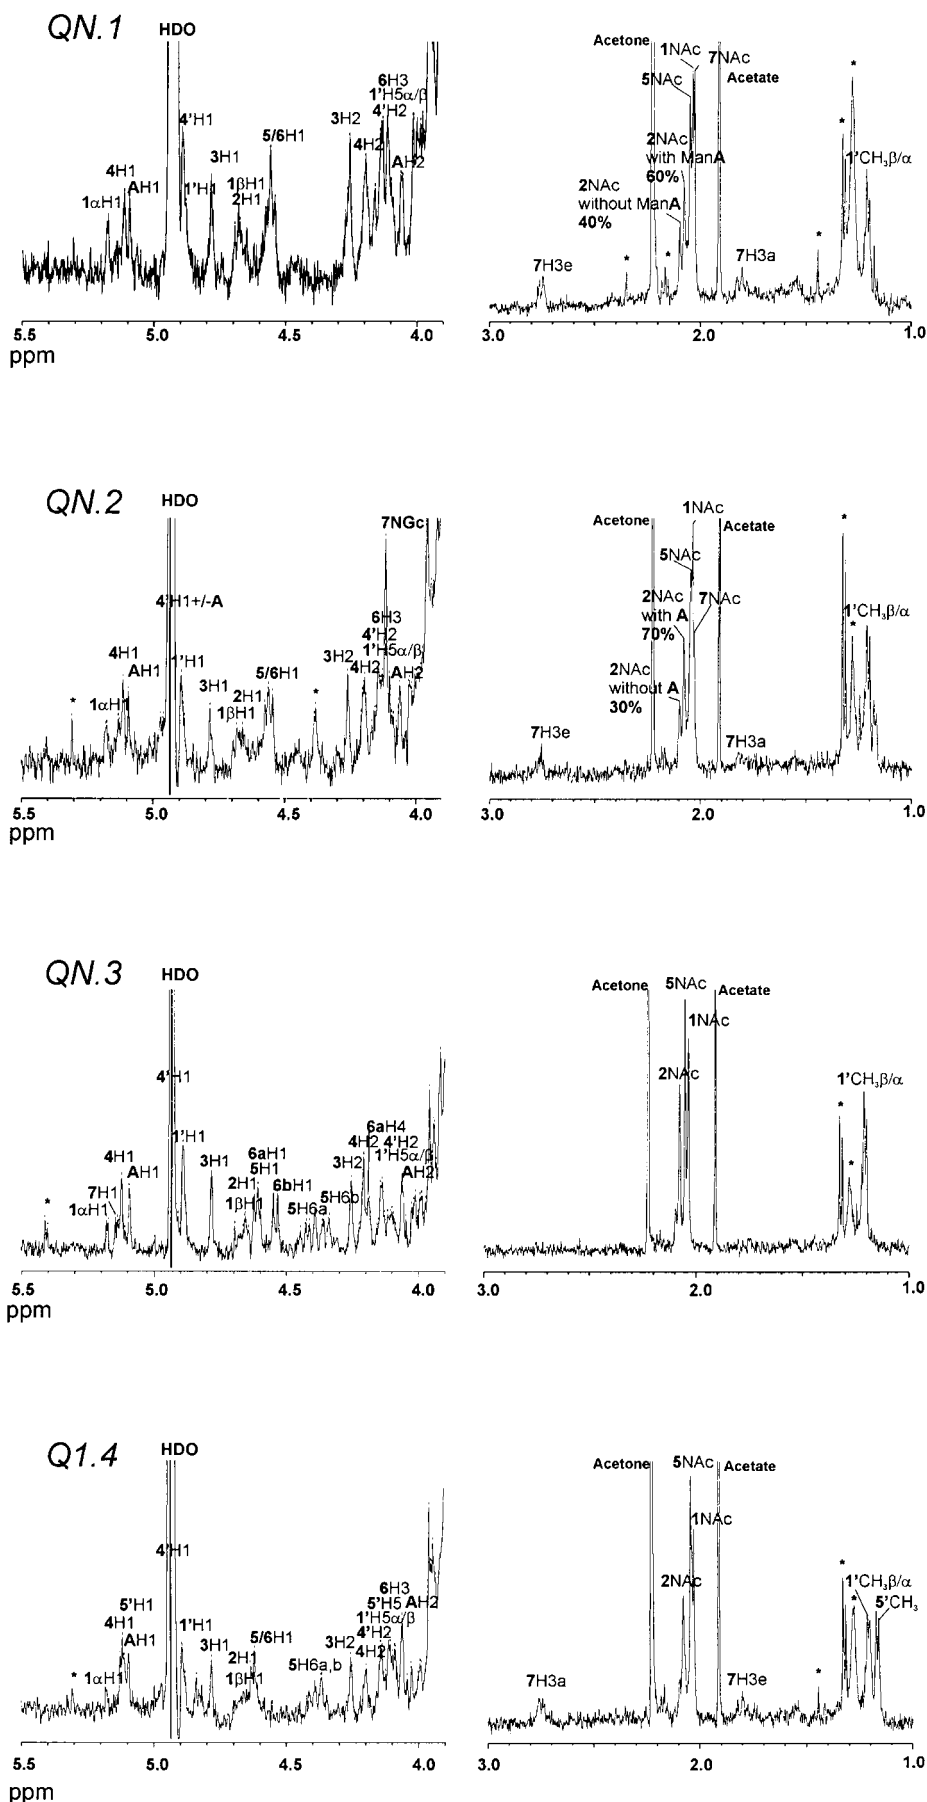 QN.1
HDO
4'H1
4H1
AH1
1αH1
1'H1
3H1
1βH1
2H1
5/6H1
3H2
4H2
6H3
1'H5α/β
4'H2
AH2
5.5
5.0
4.5
4.0
ppm
Acetone
1NAc
7NAc
5NAc
Acetate
*
*
2NAc
with ManA
60%
2NAc
without ManA
40%
1'CH₃β/α
7H3e
*
*
7H3a
*
3.0
2.0
1.0
QN.2
HDO
7NGc
4'H1+/-A
4H1
AH1
1'H1
*
1αH1
3H1
2H1
1βH1
5/6H1
*
3H2
6H3
4'H2
1'H5α/β
4H2
AH2
5.5
5.0
4.5
4.0
ppm
1NAc
Acetone
Acetate
*
5NAc
2NAc
with A
70%
7NAc
1'CH₃β/α
*
2NAc
without A
30%
7H3e
7H3a
3.0
2.0
1.0
QN.3
HDO
4'H1
1'H1
4H1
AH1
7H1
1αH1
*
3H1
6aH1
5H1
2H1
6bH1
1βH1
5H6a
5H6b
3H2
6aH4
4H2
4'H2
1'H5α/β
AH2
5.5
5.0
4.5
4.0
ppm
Acetone
5NAc
Acetate
1NAc
2NAc
1'CH₃β/α
*
*
3.0
2.0
1.0
Q1.4
HDO
4'H1
5'H1
4H1
AH1
1'H1
*
1αH1
3H1
5/6H1
2H1
1βH1
5H6a,b
3H2
6H3
5'H5
AH2
1'H5α/β
4'H2
4H2
5.5
5.0
4.5
4.0
ppm
Acetone
5NAc
Acetate
1NAc
2NAc
*
1'CH₃β/α
*
5'CH₃
7H3a
7H3e
*
3.0
2.0
1.0